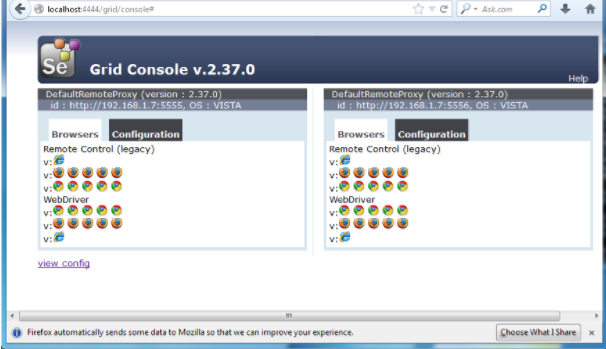 localhost:4444/grid/console#
Ask.com
Se
Grid Console v.2.37.0
Help
DefaultRemoteProxy (version : 2.37.0)
id : http://192.168.1.7:5555, OS : VISTA
Browsers Configuration
Remote Control (legacy)
v:
v:
v:
WebDriver
v:
v:
v:
DefaultRemoteProxy (version : 2.37.0)
id : http://192.168.1.7:5556, OS : VISTA
Browsers Configuration
Remote Control (legacy)
v:
v:
v:
WebDriver
v:
v:
v:
view config
Firefox automatically sends some data to Mozilla so that we can improve your experience.
Choose What I Share